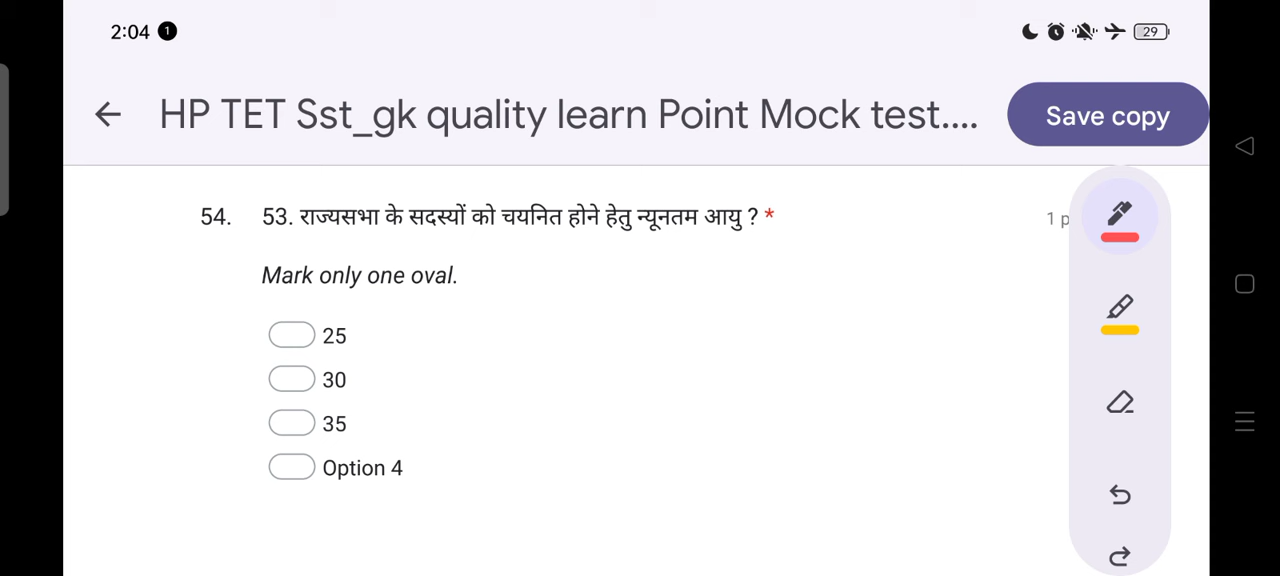 2:04 1
29
HP TET Sst_gk quality learn Point Mock test....
Save copy
54. 53. राज्यसभा के सदस्यों को चयनित होने हेतु न्यूनतम आयु ? *
1 p
Mark only one oval.
25
30
35
Option 4